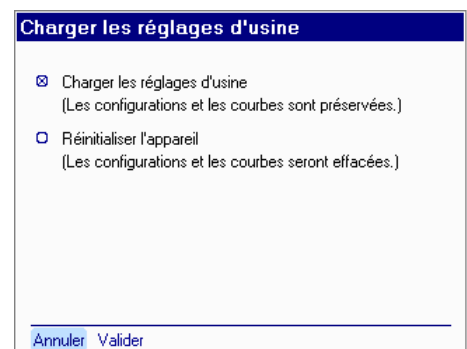 Charger les réglages d'usine
Charger les réglages d'usine
(Les configurations et les courbes sont préservées.)
Réinitialiser l'appareil
(Les configurations et les courbes seront effacées.)
Annuler Valider